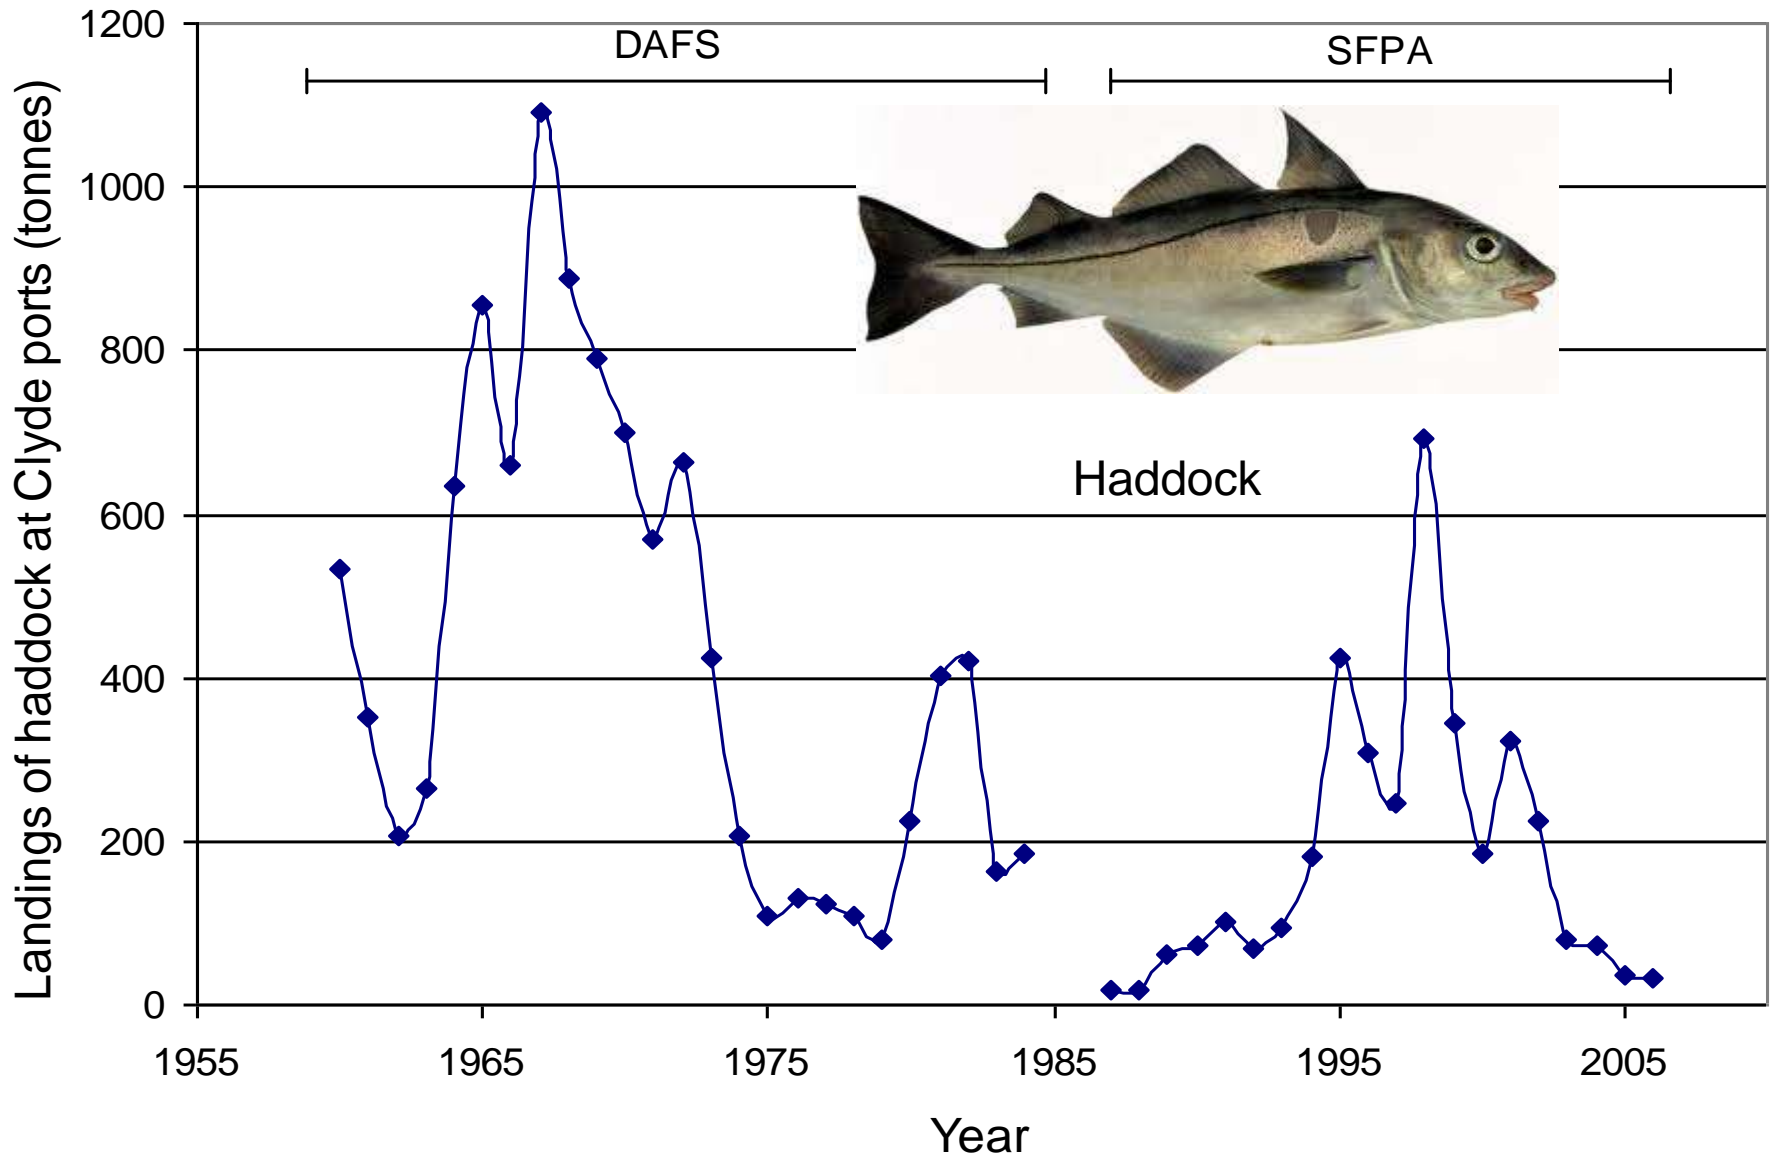 DAFS
SFPA
1200
1000
800
600
400
200
0
Landings of haddock at Clyde ports (tonnes)
Haddock
1955 1965 1975 1985 1995 2005
Year